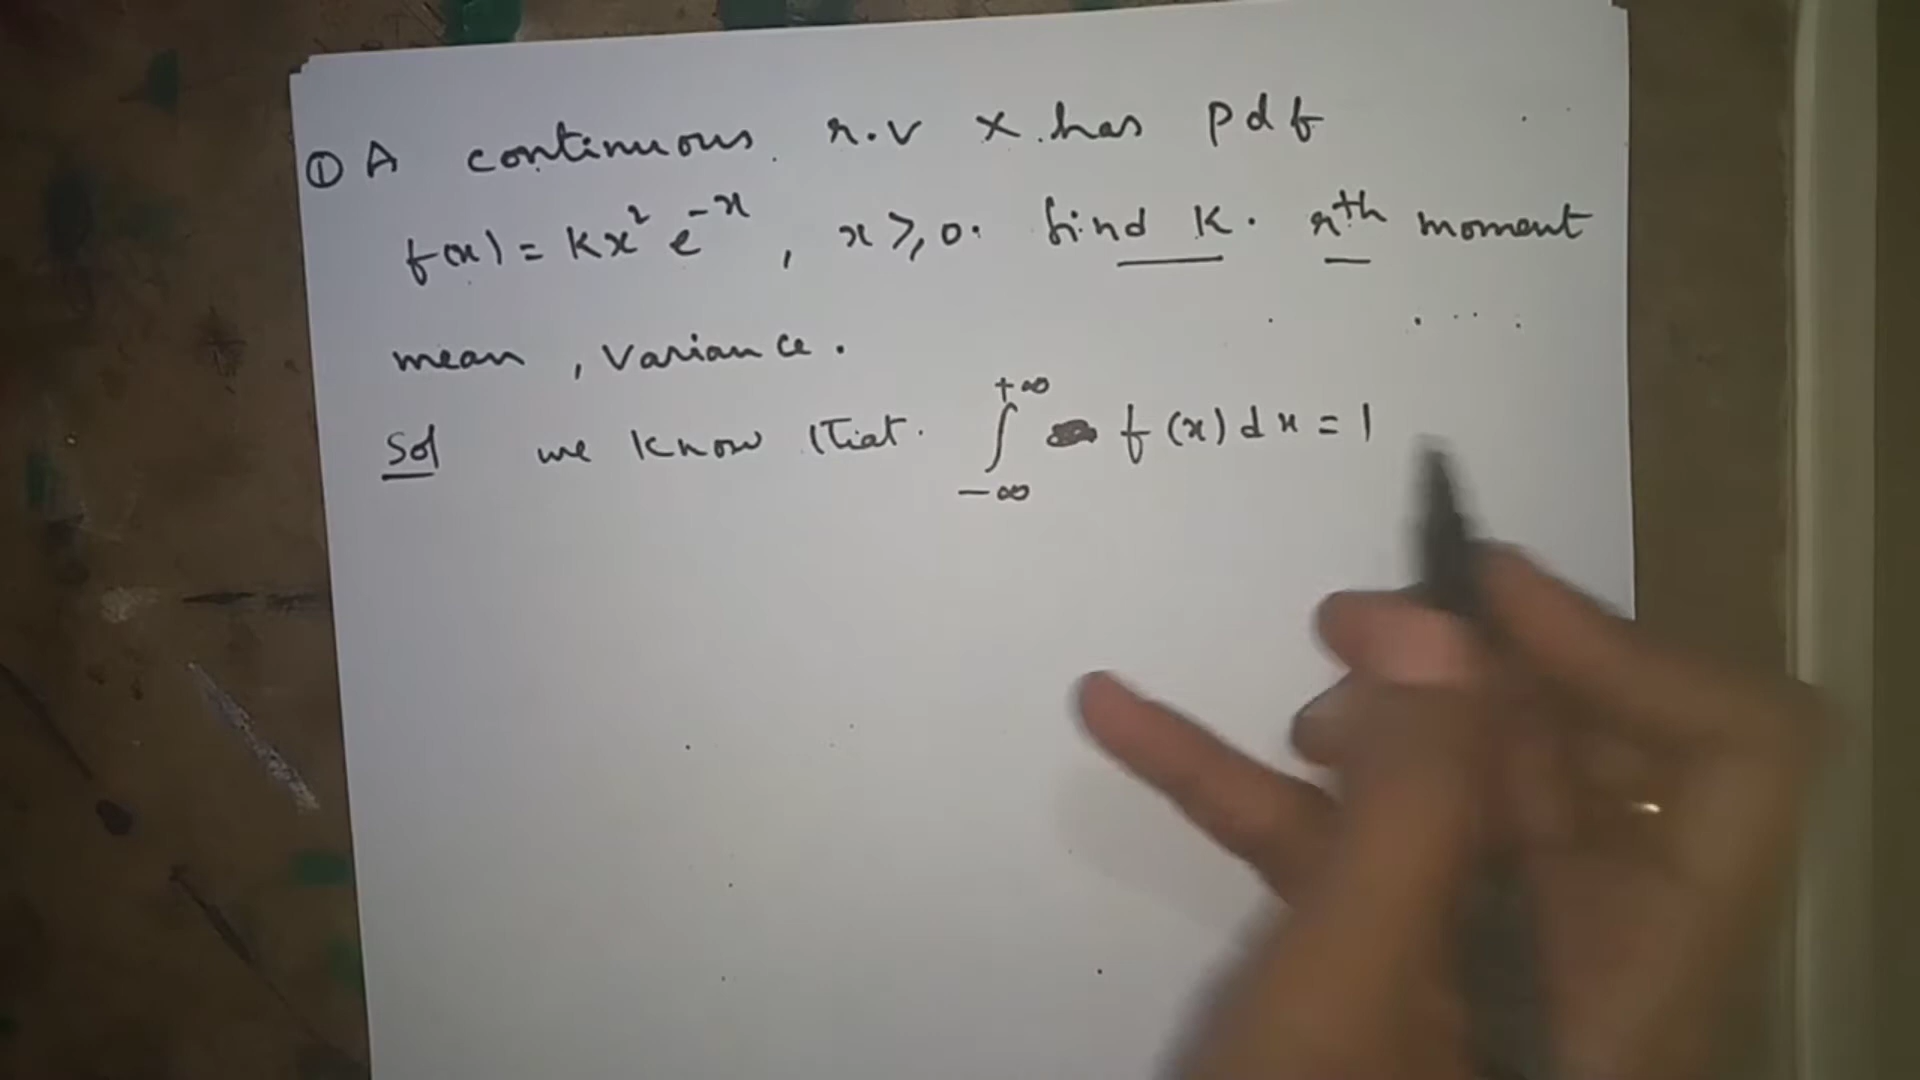 ① A continuous r.v X has pdf
f(x) = kx² e⁻ˣ , x ≥ 0. find K. rᵗʰ moment
mean , Variance .
Sol we know that. ∫₋∞⁺∞ f(x) dx = 1